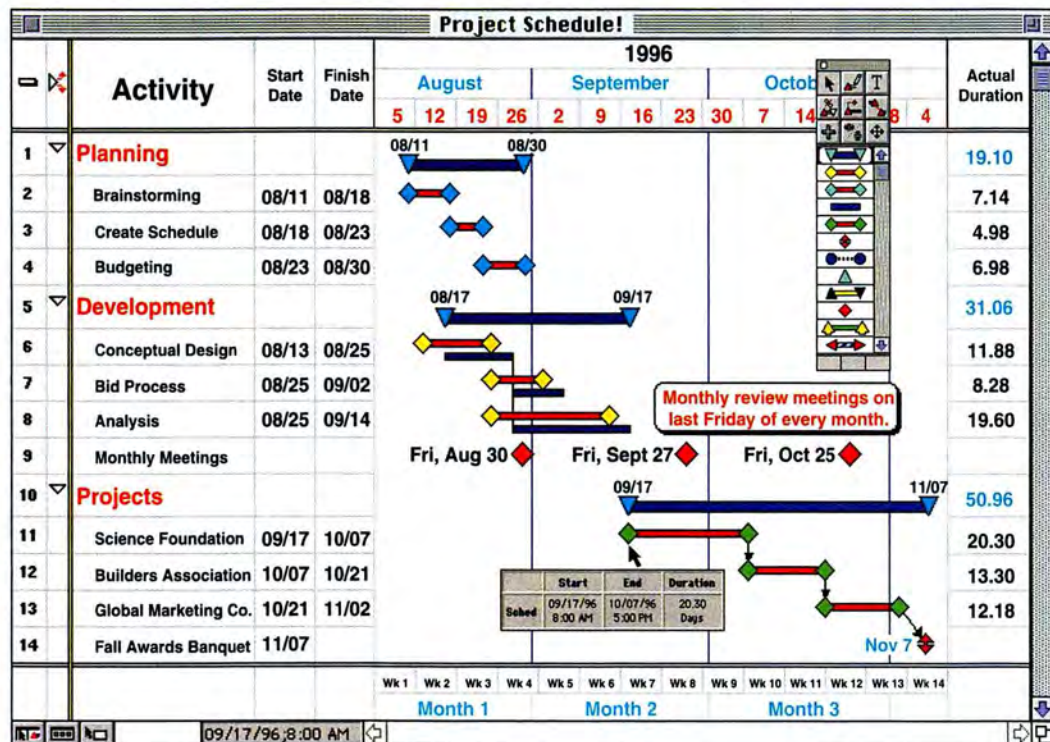 Project Schedule!
1996
Activity
Start Date
Finish Date
August
September
Octob
Actual Duration
5 12 19 26 2 9 16 23 30 7 14 8 4
T
08/11 08/30
1 Planning 19.10
2 Brainstorming 08/11 08/18 7.14
3 Create Schedule 08/18 08/23 4.98
4 Budgeting 08/23 08/30 6.98
08/17 09/17
5 Development 31.06
6 Conceptual Design 08/13 08/25 11.88
7 Bid Process 08/25 09/02 8.28
Monthly review meetings on
last Friday of every month.
8 Analysis 08/25 09/14 19.60
9 Monthly Meetings Fri, Aug 30 Fri, Sept 27 Fri, Oct 25
09/17 11/07
10 Projects 50.96
11 Science Foundation 09/17 10/07 20.30
12 Builders Association 10/07 10/21 13.30
Start End Duration
Sched 09/17/96 8:00 AM 10/07/96 5:00 PM 20.30 Days
13 Global Marketing Co. 10/21 11/02 12.18
14 Fall Awards Banquet 11/07 Nov 7
Wk 1 Wk 2 Wk 3 Wk 4 Wk 5 Wk 6 Wk 7 Wk 8 Wk 9 Wk 10 Wk 11 Wk 12 Wk 13 Wk 14
Month 1 Month 2 Month 3
09/17/96;8:00 AM